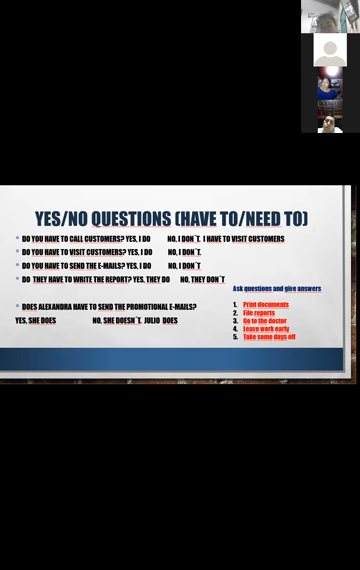 YES/NO QUESTIONS (HAVE TO/NEED TO)
• DO YOU HAVE TO CALL CUSTOMERS? YES, I DO NO, I DON´T. I HAVE TO VISIT CUSTOMERS
• DO YOU HAVE TO VISIT CUSTOMERS? YES, I DO NO, I DON´T.
• DO YOU HAVE TO SEND THE E-MAILS? YES, I DO NO, I DON´T
• DO THEY HAVE TO WRITE THE REPORT? YES, THEY DO NO, THEY DON´T
• DOES ALEXANDRA HAVE TO SEND THE PROMOTIONAL E-MAILS?
YES, SHE DOES NO, SHE DOESN´T. JULIO DOES
Ask questions and give answers
1. Print documents
2. File reports
3. Go to the doctor
4. Leave work early
5. Take some days off